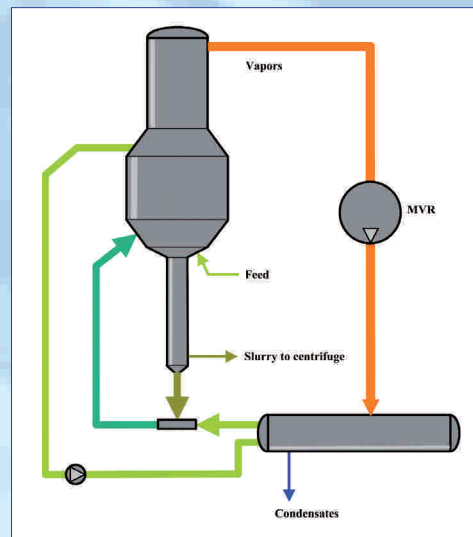 Vapors
MVR
Feed
Slurry to centrifuge
Condensates